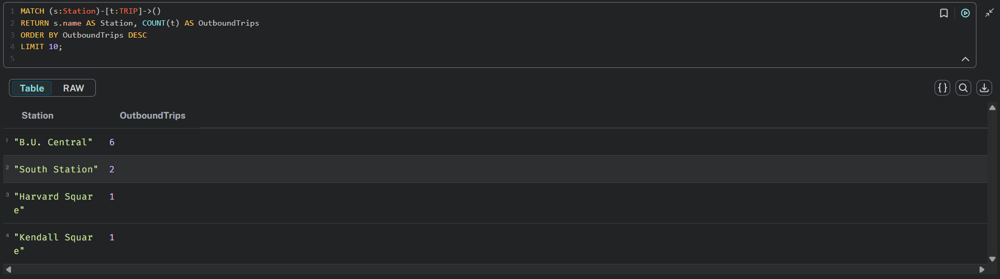 1 MATCH (s:Station)-[t:TRIP]->()
2 RETURN s.name AS Station, COUNT(t) AS OutboundTrips
3 ORDER BY OutboundTrips DESC
4 LIMIT 10;
5
Table RAW
Station OutboundTrips
1 "B.U. Central" 6
2 "South Station" 2
3 "Harvard Squar 1
e"
4 "Kendall Squar 1
e"